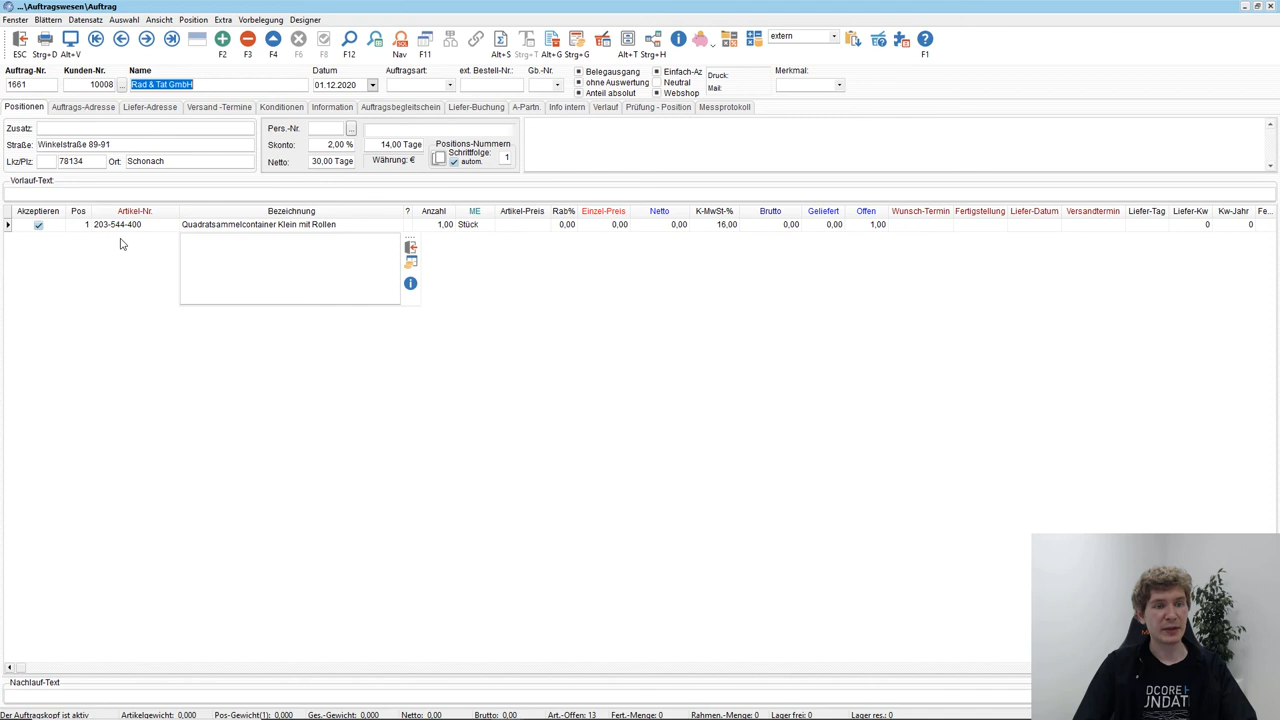 ...\Auftragswesen\Auftrag
Fenster Blättern Datensatz Auswahl Ansicht Position Extra Vorbelegung Designer
extern
ESC Strg+D Alt+V F2 F3 F4 F6 F8 F12 Nav F11 Alt+S Strg+T Alt+G Strg+G Alt+T Strg+H F1
Auftrag-Nr. Kunden-Nr. Name Datum Auftragsart: ext. Bestell-Nr.: Gb.-Nr. Belegausgang Einfach-Az Druck: Merkmal:
1661 10008 ... Rad & Tat GmbH 01.12.2020 ohne Auswertung Neutral Mail:
Anteil absolut Webshop
Positionen Auftrags-Adresse Liefer-Adresse Versand -Termine Konditionen Information Auftragsbegleitschein Liefer-Buchung A-Partn. Info intern Verlauf Prüfung - Position Messprotokoll
Zusatz: Pers.-Nr. ...
Straße: Winkelstraße 89-91 Skonto: 2,00 % 14,00 Tage Positions-Nummern
Schrittfolge: 1
Lkz/Plz: 78134 Ort: Schonach Netto: 30,00 Tage Währung: € autom.
Vorlauf-Text:
Akzeptieren Pos Artikel-Nr. Bezeichnung ? Anzahl ME Artikel-Preis Rab% Einzel-Preis Netto K-MwSt-% Brutto Geliefert Offen Wunsch-Termin Fertigstellung Liefer-Datum Versandtermin Liefer-Tag Liefer-Kw Kw-Jahr Fe...
1 203-544-400 Quadratsammelcontainer Klein mit Rollen 1,00 Stück 0,00 0,00 0,00 16,00 0,00 0,00 1,00 0 0
Nachlauf-Text
Der Auftragskopf ist aktiv Artikelgewicht: 0,000 Pos-Gewicht(1): 0,000 Ges.-Gewicht: 0,000 Netto: 0,00 Brutto: 0,00 Art.-Offen: 13 Fert.-Menge: 0 Rahmen.-Menge: 0 Lager frei: 0 Lager res.: 0
DCORE
UNDAT